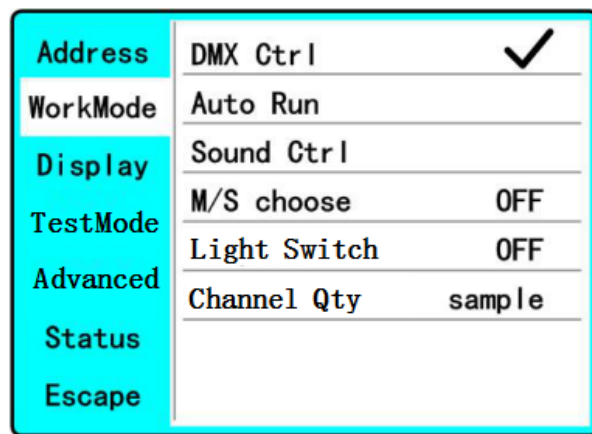 Address
WorkMode
Display
TestMode
Advanced
Status
Escape
DMX Ctrl
Auto Run
Sound Ctrl
M/S choose OFF
Light Switch OFF
Channel Qty sample